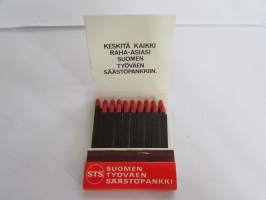 KESKITÄ KAIKKI
RAHA-ASIASI
SUOMEN
TYÖVÄEN
SÄÄSTÖPANKKIIN.
STS
SUOMEN
TYÖVÄEN
SÄÄSTÖPANKKI